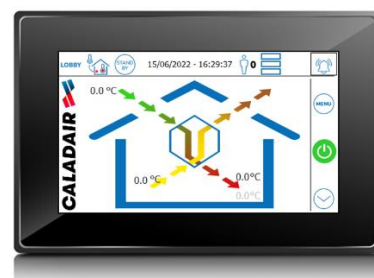 LOBBY STAND BY 15/06/2022 - 16:29:37 0
0.0 °C
MENU
CALADAIR
0.0 °C
0.0°C
0.0°C